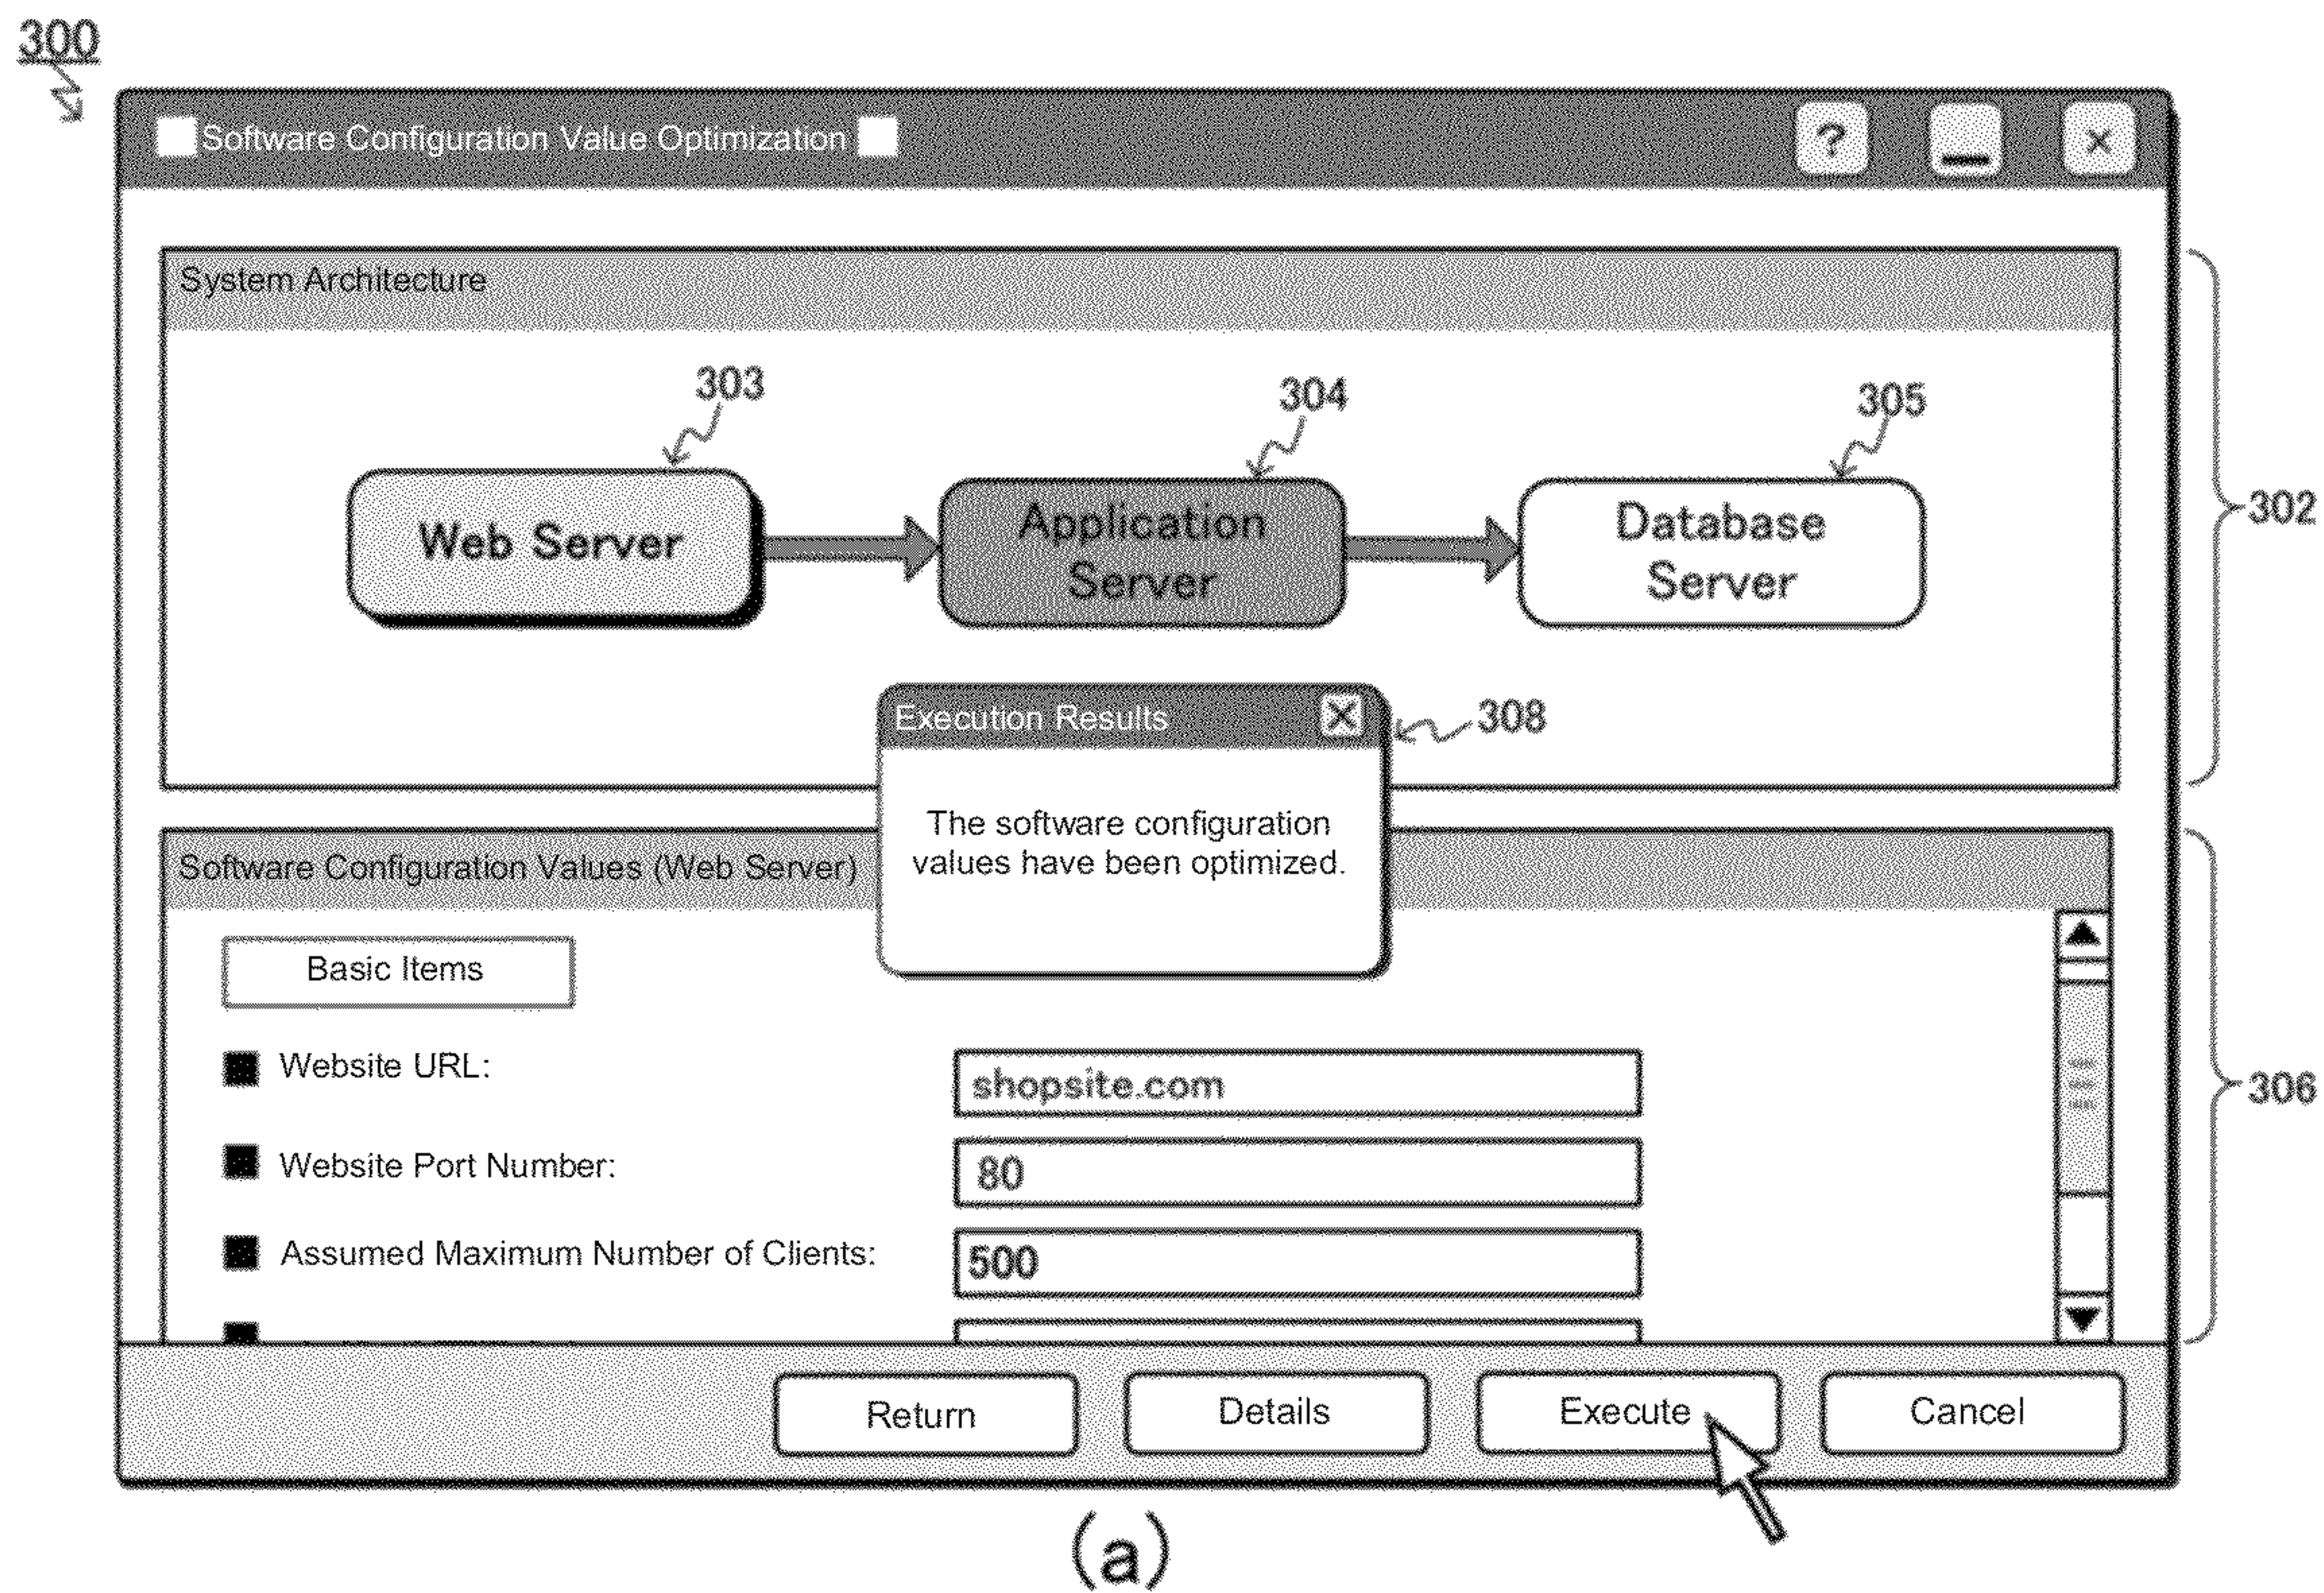 300
Software Configuration Value Optimization
?
×
System Architecture
303
304
305
Web Server
Application
Server
Database
Server
302
Execution Results
X
308
The software configuration
values have been optimized.
Software Configuration Values (Web Server)
Basic Items
Website URL:
shopsite.com
306
Website Port Number:
80
Assumed Maximum Number of Clients:
500
Return
Details
Execute
Cancel
(a)